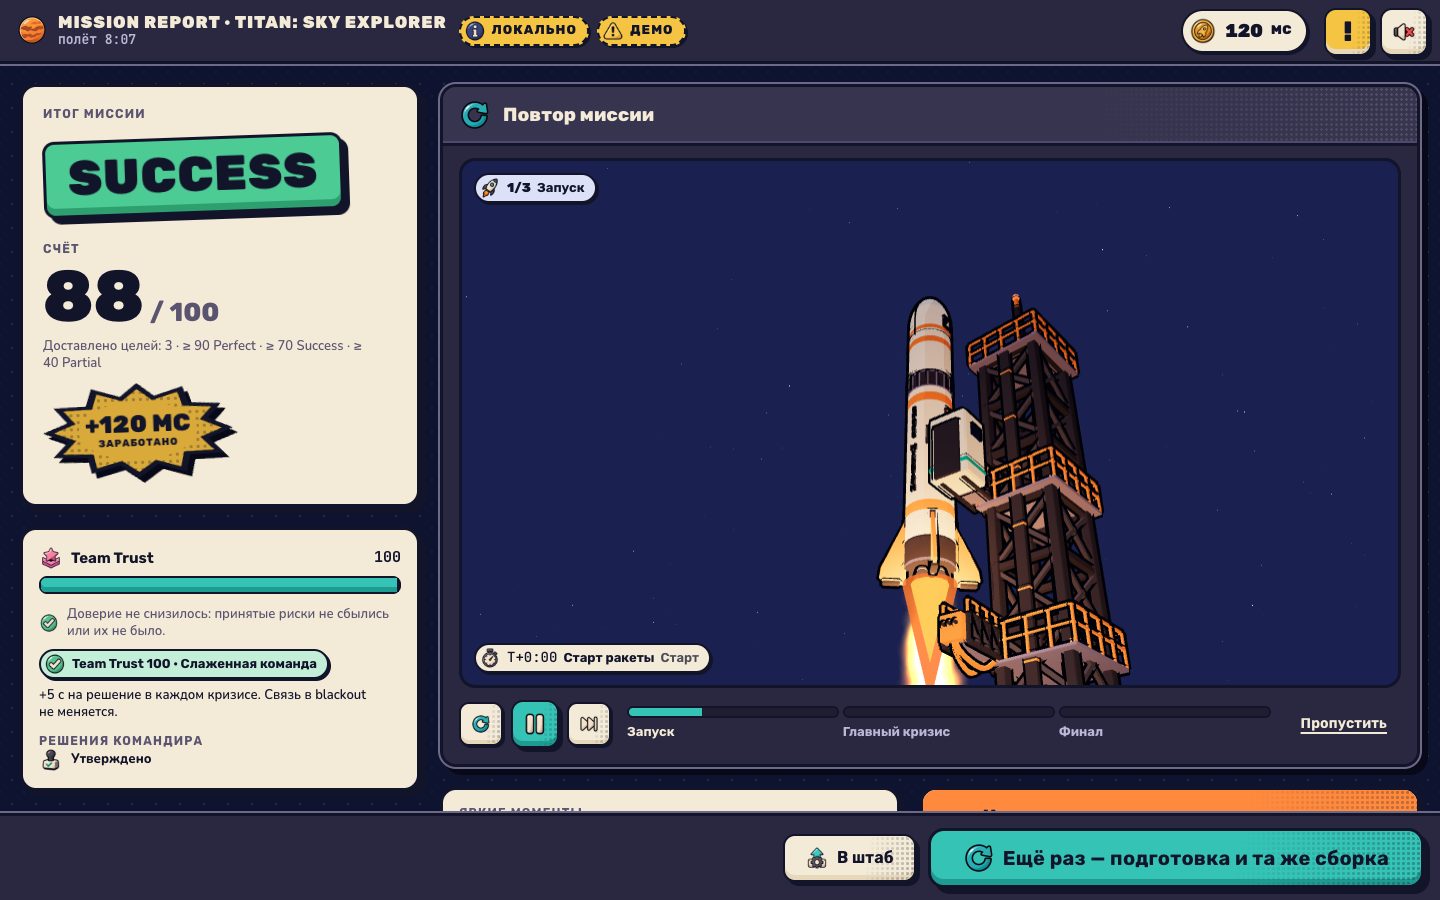 MISSION REPORT · TITAN: SKY EXPLORER
полёт 8:07
ЛОКАЛЬНО
ДЕМО
120 МС
!
ИТОГ МИССИИ
SUCCESS
СЧЁТ
88 / 100
Доставлено целей: 3 · ≥ 90 Perfect · ≥ 70 Success · ≥
40 Partial
+120 МС
ЗАРАБОТАНО
Team Trust 100
Доверие не снизилось: принятые риски не сбылись
или их не было.
Team Trust 100 · Слаженная команда
+5 с на решение в каждом кризисе. Связь в blackout
не меняется.
РЕШЕНИЯ КОМАНДИРА
Утверждено
Повтор миссии
1/3 Запуск
T+0:00 Старт ракеты Старт
Запуск
Главный кризис
Финал
Пропустить
В штаб
Ещё раз — подготовка и та же сборка